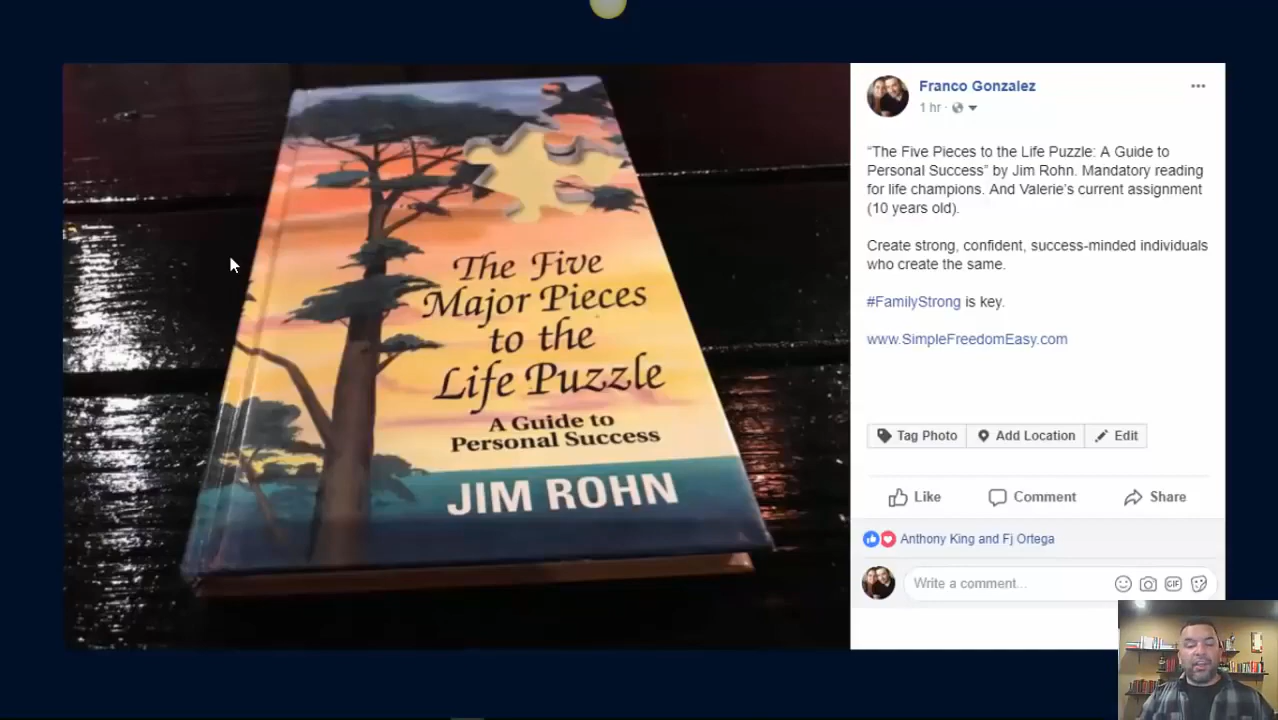 The Five
Major Pieces
to the
Life Puzzle
A Guide to
Personal Success
JIM ROHN
Franco Gonzalez
1 hr ·
“The Five Pieces to the Life Puzzle: A Guide to
Personal Success” by Jim Rohn. Mandatory reading
for life champions. And Valerie’s current assignment
(10 years old).
Create strong, confident, success-minded individuals
who create the same.
#FamilyStrong is key.
www.SimpleFreedomEasy.com
Tag Photo Add Location Edit
Like Comment Share
Anthony King and Fj Ortega
Write a comment...
GIF